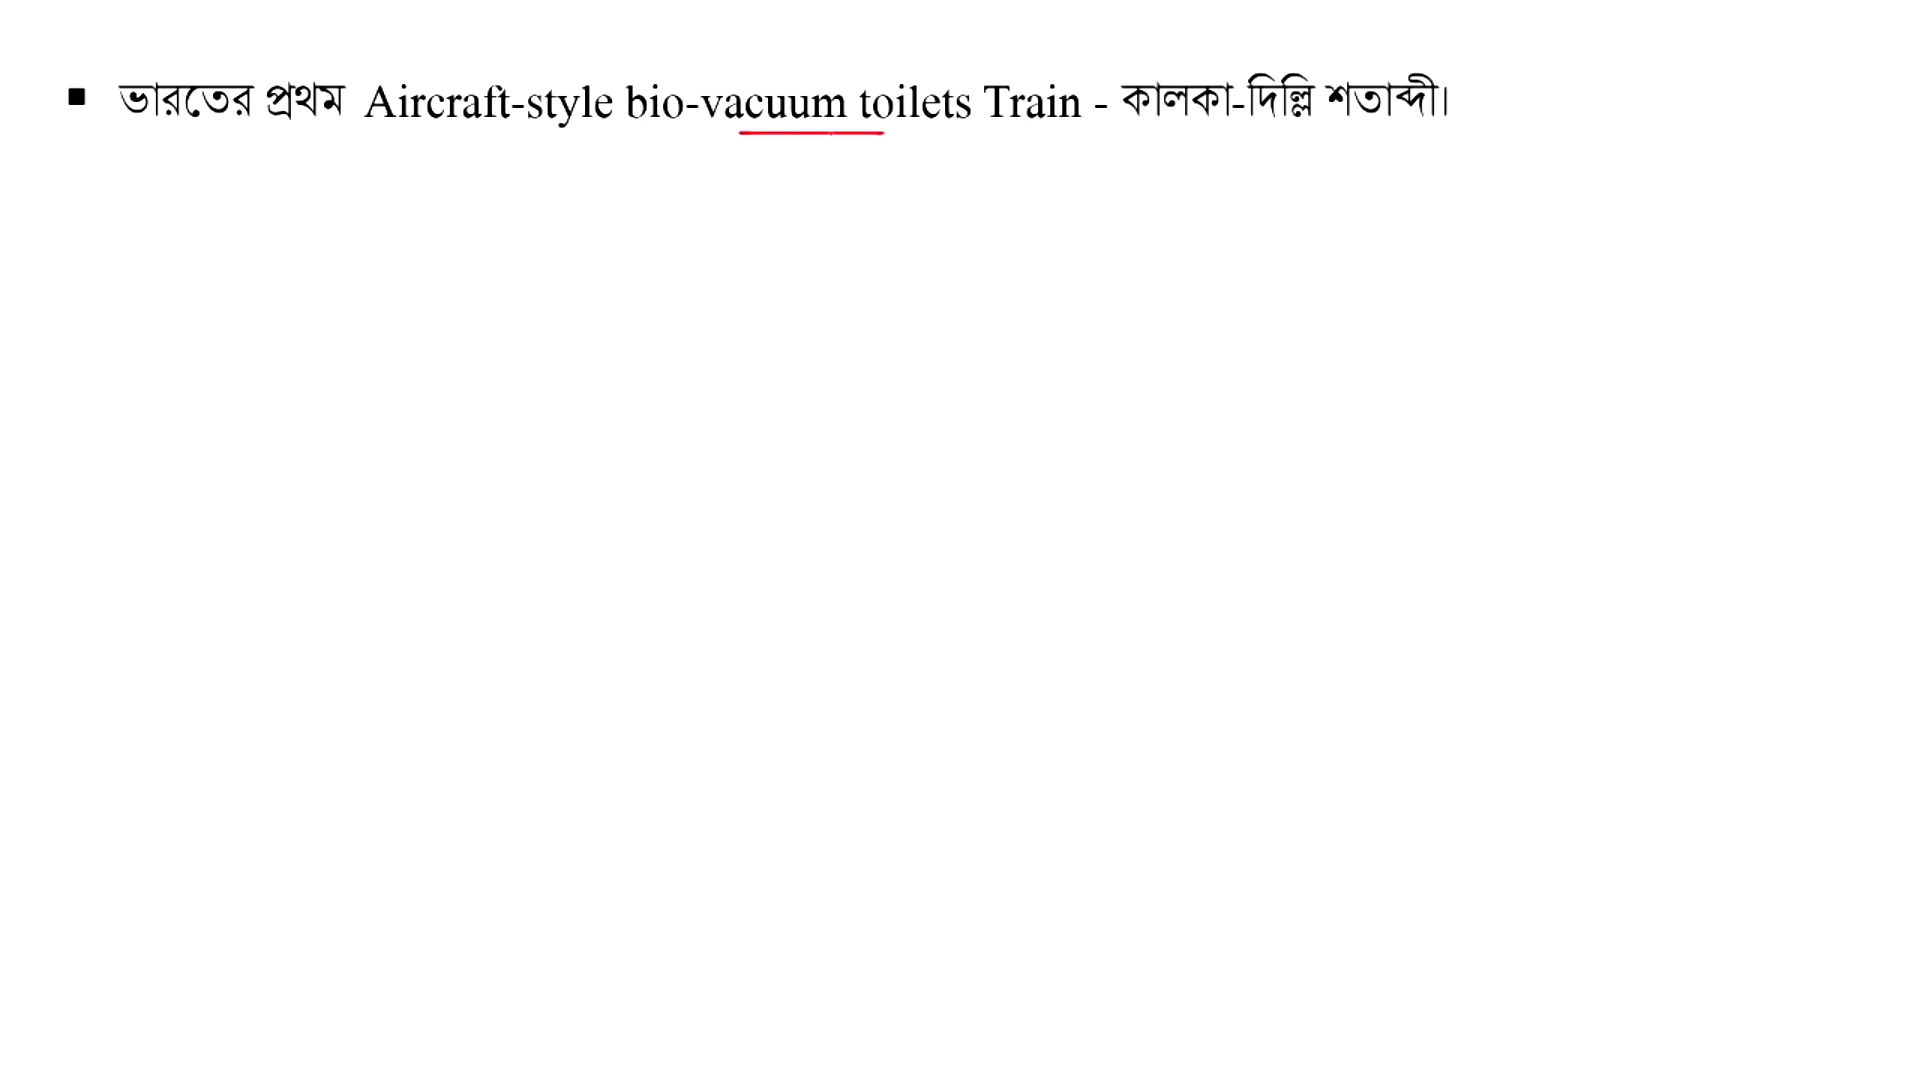 ▪ ভারতের প্রথম Aircraft-style bio-vacuum toilets Train - কালকা-দিল্লি শতাব্দী।